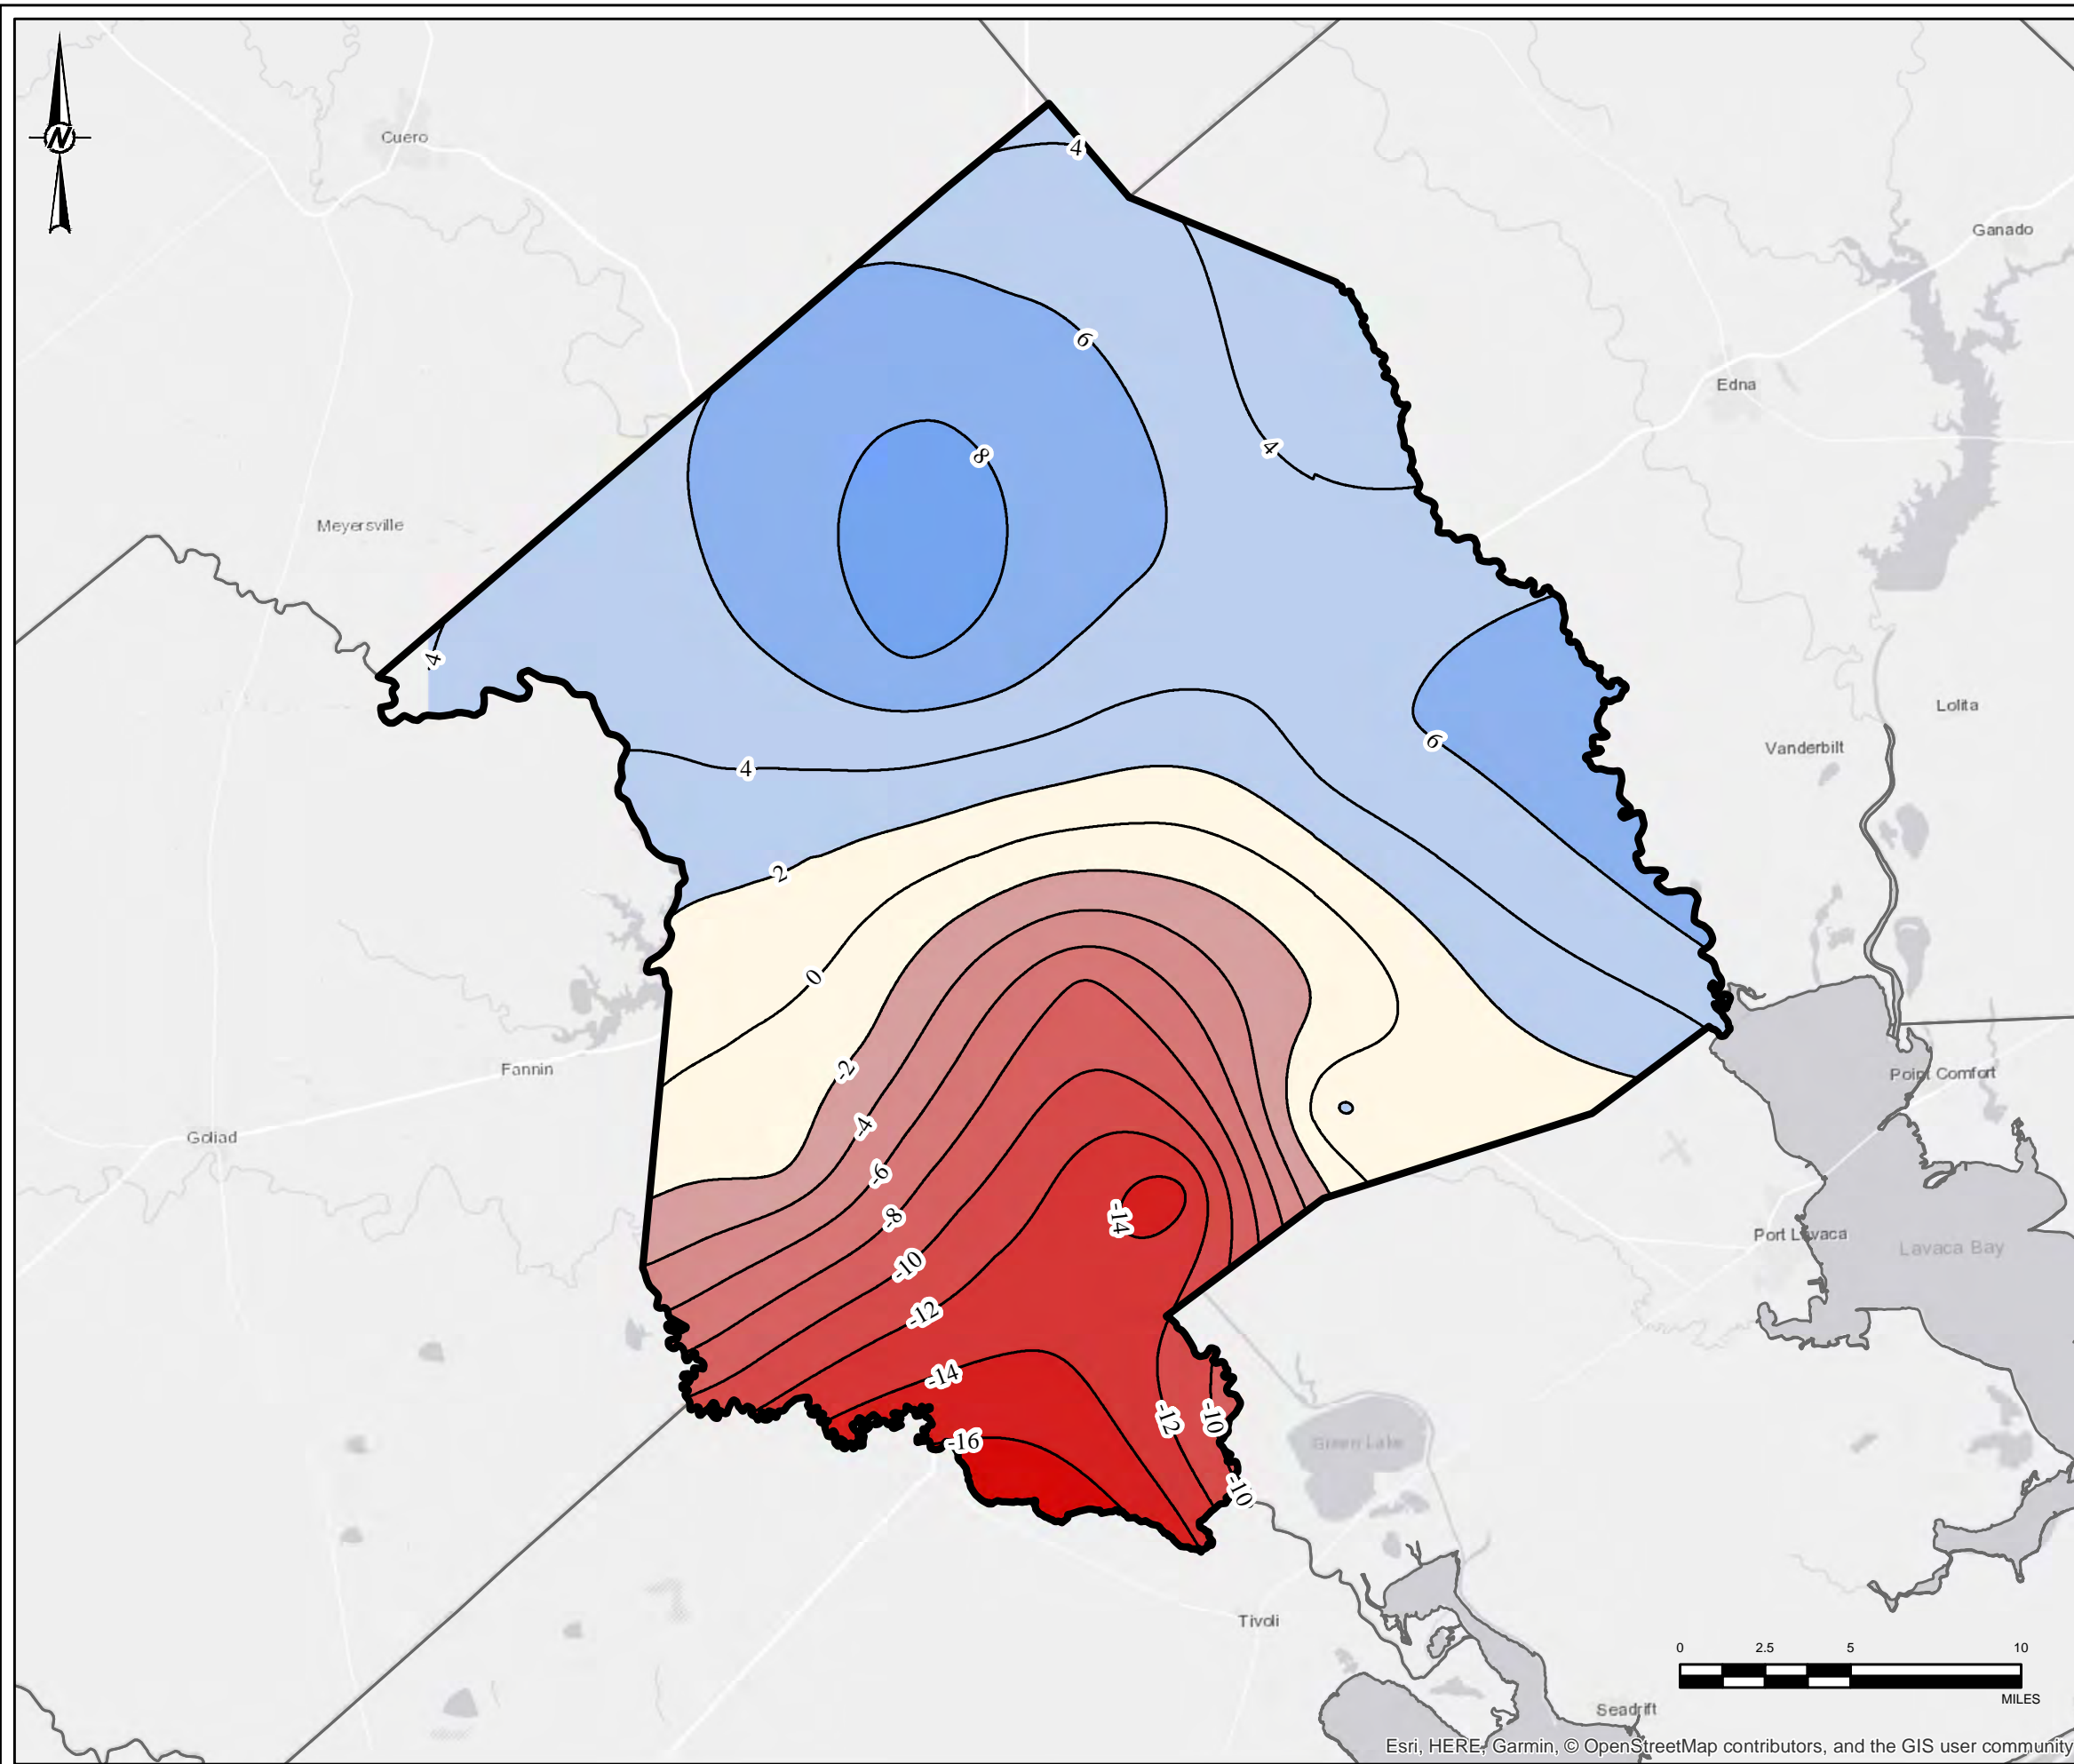 N
Cuero
4
Ganado
6
Edna
4
8
Meyersville
4
Lolita
6
Vanderbilt
4
2
0
Fannin
-2
Point Comfort
-4
Goliad
-6
-8
-14
Port Lavaca
Lavaca Bay
-10
-12
-14
-12
-10
-16
Green Lake
-10
Tivoli
0 2.5 5 10
MILES
Seadrift
Esri, HERE, Garmin, © OpenStreetMap contributors, and the GIS user community